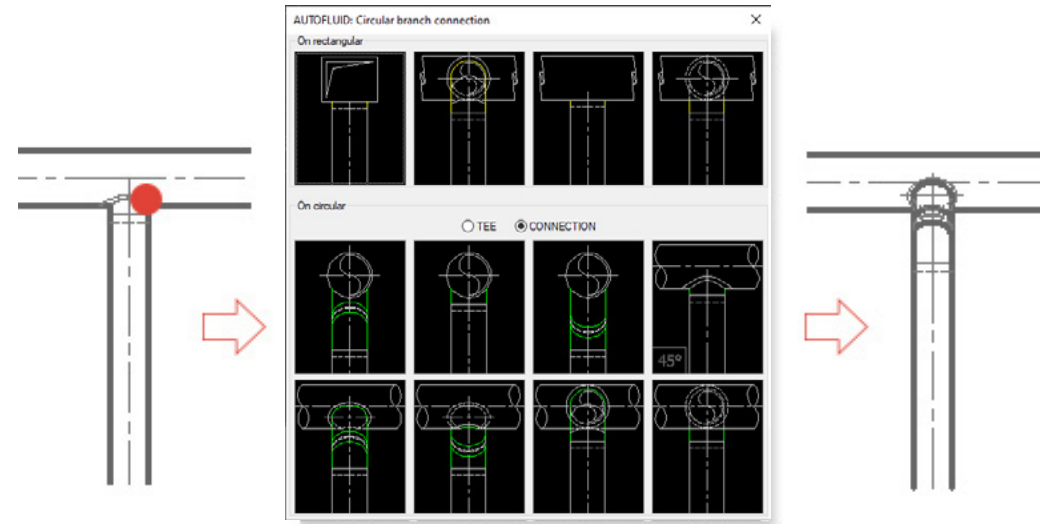 AUTOFLUID: Circular branch connection
On rectangular
On circular
TEE CONNECTION
45°